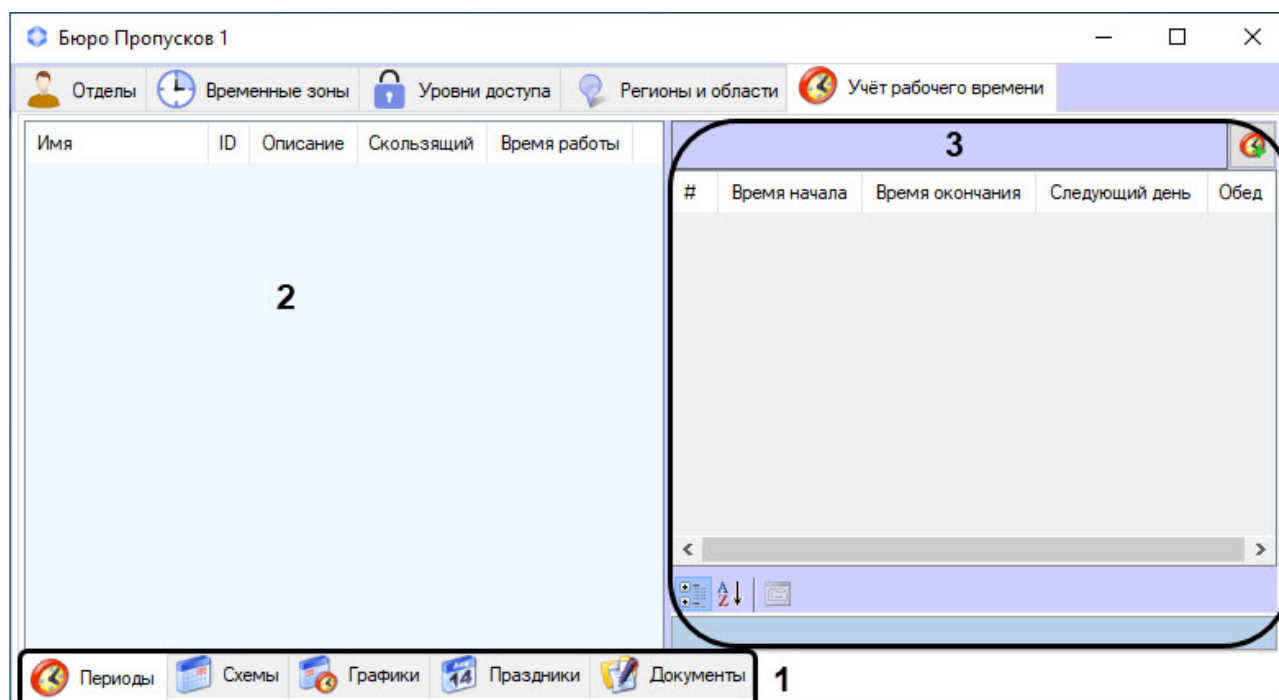 Бюро Пропусков 1
Отделы Временные зоны Уровни доступа Регионы и области Учёт рабочего времени
Имя ID Описание Скользящий Время работы
3
# Время начала Время окончания Следующий день Обед
2
Периоды Схемы Графики 14 Праздники Документы 1